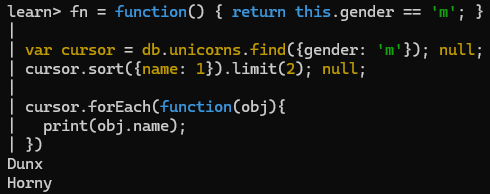 learn> fn = function() { return this.gender == 'm'; }
|
| var cursor = db.unicorns.find({gender: 'm'}); null;
| cursor.sort({name: 1}).limit(2); null;
|
| cursor.forEach(function(obj){
|   print(obj.name);
| })
Dunx
Horny